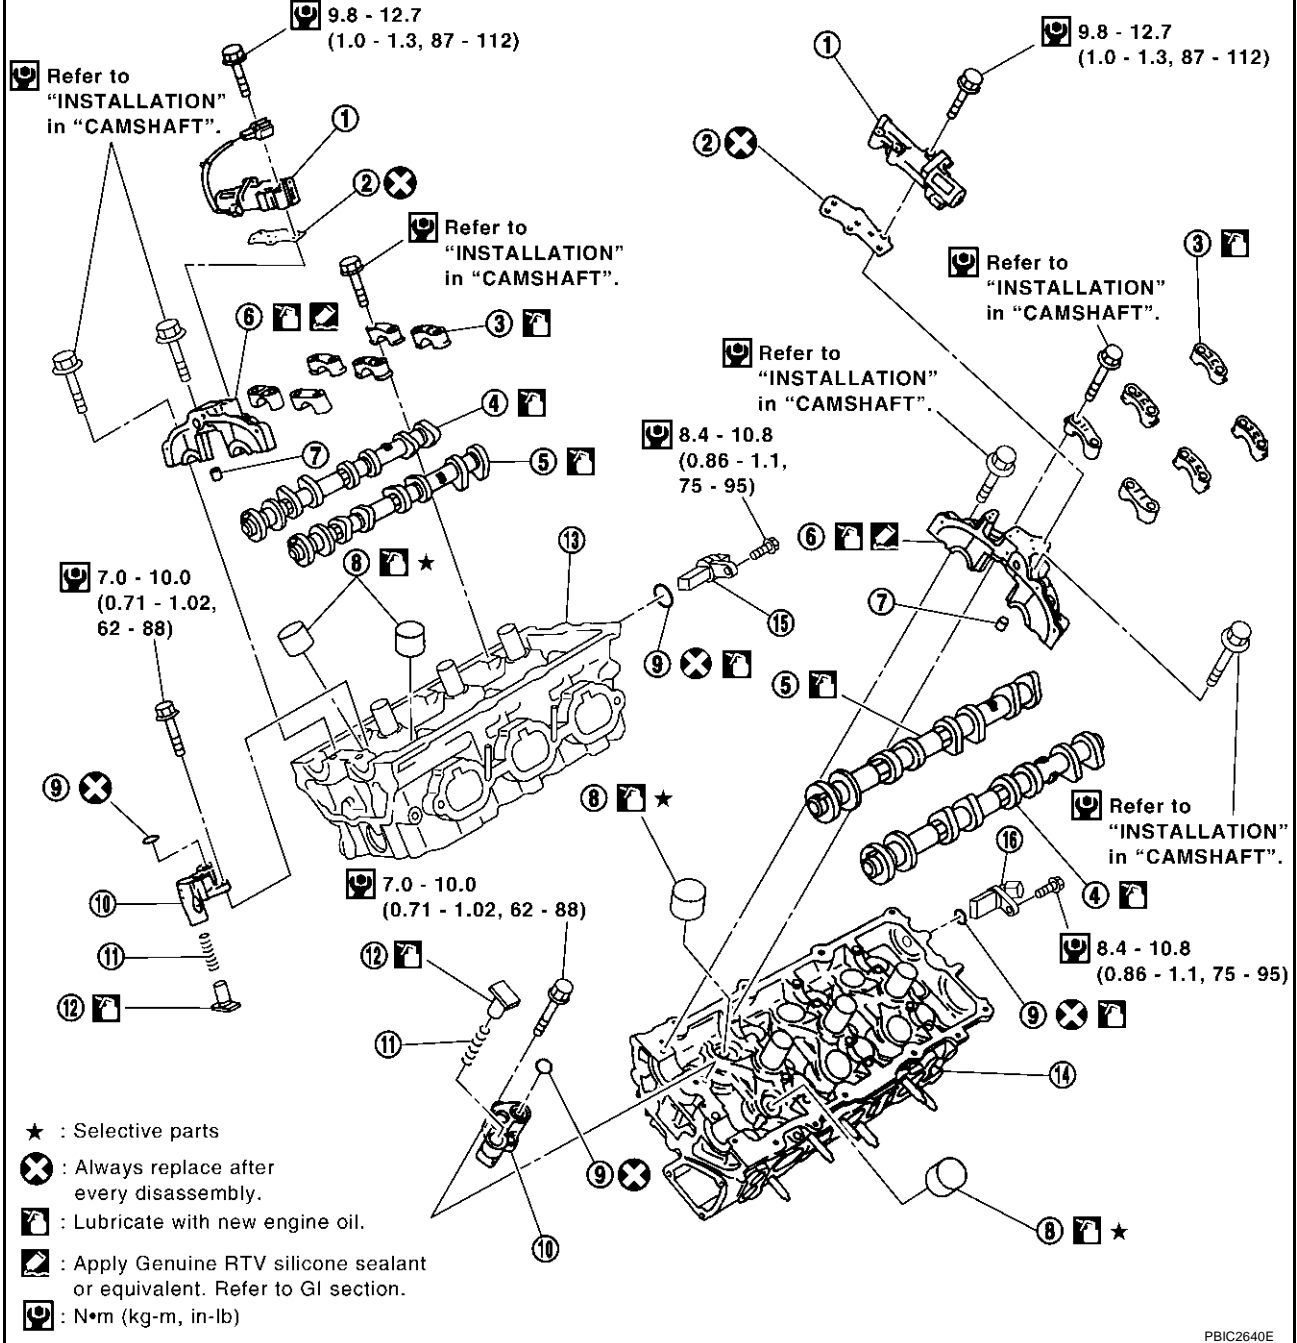 9.8 - 12.7
(1.0 - 1.3, 87 - 112)
Refer to
“INSTALLATION”
in “CAMSHAFT”.
1
2
Refer to
“INSTALLATION”
in “CAMSHAFT”.
6
3
4
5
7
8 ★
7.0 - 10.0
(0.71 - 1.02,
62 - 88)
13
8.4 - 10.8
(0.86 - 1.1,
75 - 95)
15
9
9
10
11
12
1
9.8 - 12.7
(1.0 - 1.3, 87 - 112)
2
3
Refer to
“INSTALLATION”
in “CAMSHAFT”.
Refer to
“INSTALLATION”
in “CAMSHAFT”.
6
7
5
8 ★
Refer to
“INSTALLATION”
in “CAMSHAFT”.
16
4
8.4 - 10.8
(0.86 - 1.1, 75 - 95)
9
14
7.0 - 10.0
(0.71 - 1.02, 62 - 88)
12
11
9
10
8 ★
★ : Selective parts
: Always replace after
every disassembly.
: Lubricate with new engine oil.
: Apply Genuine RTV silicone sealant
or equivalent. Refer to GI section.
: N•m (kg-m, in-lb)
PBIC2640E